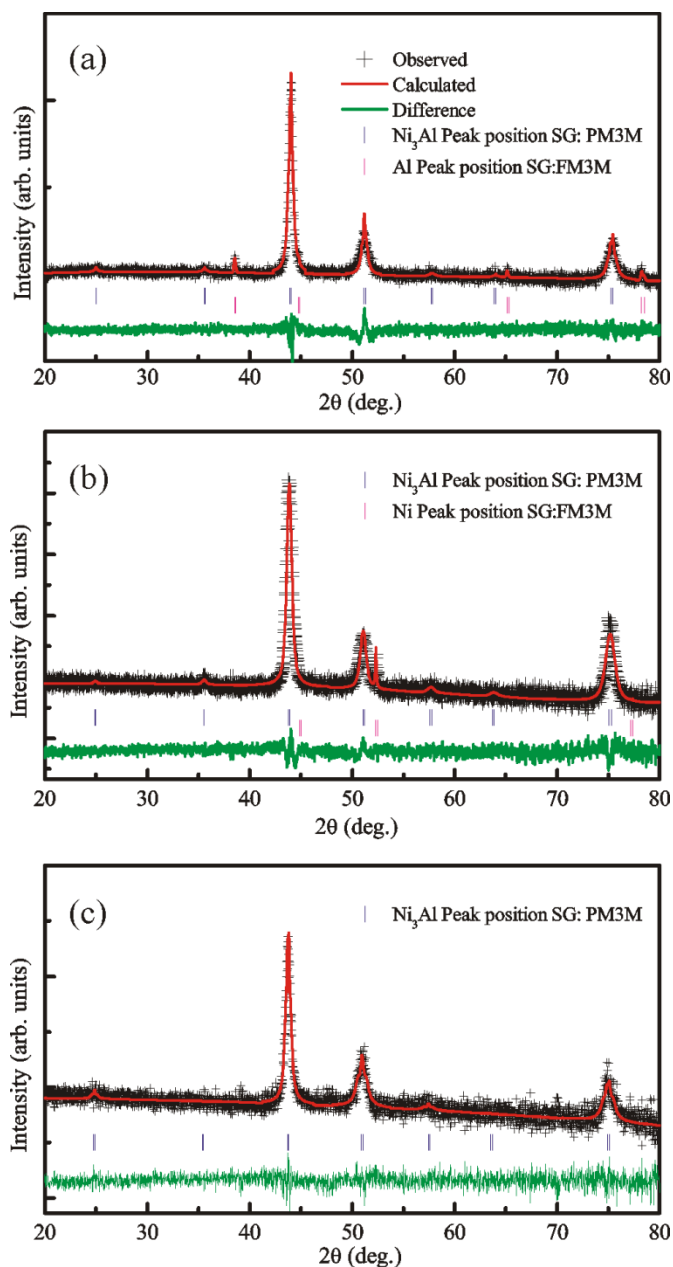 (a)
Observed
Calculated
Difference
Ni₃Al Peak position SG: PM3M
Al Peak position SG:FM3M
Intensity (arb. units)
20 30 40 50 60 70 80
2θ (deg.)
(b)
Ni₃Al Peak position SG: PM3M
Ni Peak position SG:FM3M
Intensity (arb. units)
20 30 40 50 60 70 80
2θ (deg.)
(c)
Ni₃Al Peak position SG: PM3M
Intensity (arb. units)
20 30 40 50 60 70 80
2θ (deg.)